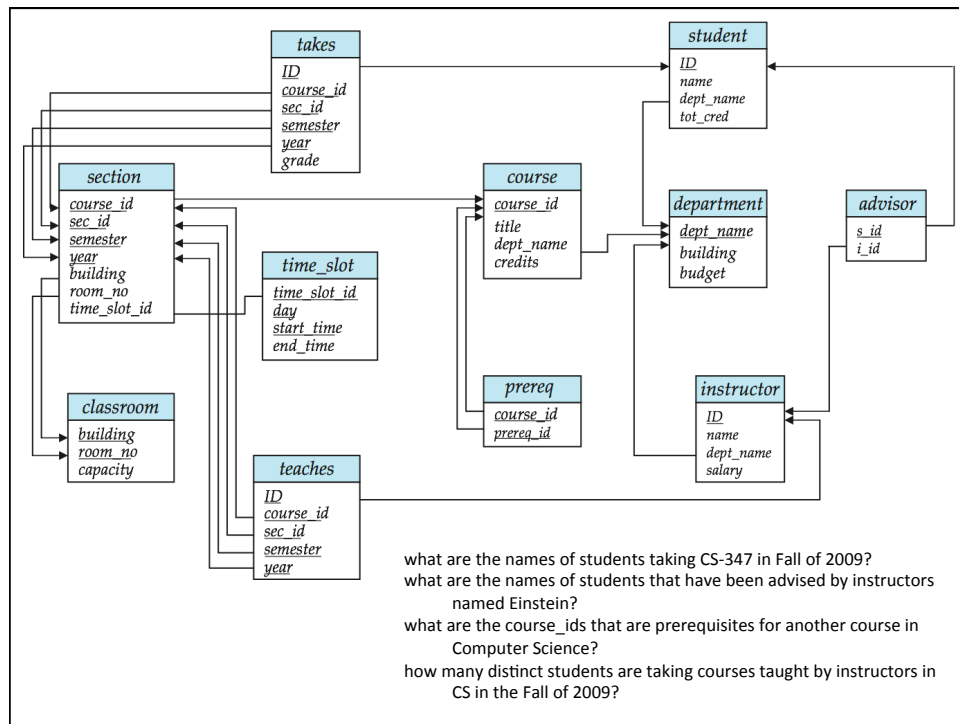 takes
ID
course_id
sec_id
semester
year
grade
student
ID
name
dept_name
tot_cred
section
course_id
sec_id
semester
year
building
room_no
time_slot_id
course
course_id
title
dept_name
credits
department
dept_name
building
budget
advisor
s_id
i_id
time_slot
time_slot_id
day
start_time
end_time
prereq
course_id
prereq_id
instructor
ID
name
dept_name
salary
classroom
building
room_no
capacity
teaches
ID
course_id
sec_id
semester
year
what are the names of students taking CS-347 in Fall of 2009?
what are the names of students that have been advised by instructors
named Einstein?
what are the course_ids that are prerequisites for another course in
Computer Science?
how many distinct students are taking courses taught by instructors in
CS in the Fall of 2009?